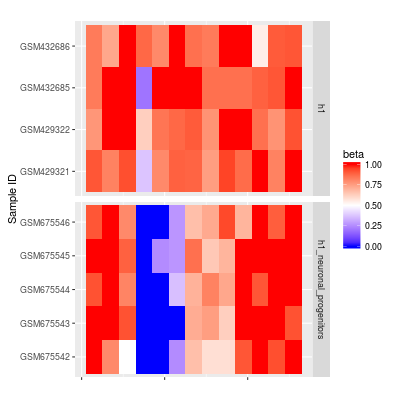 GSM432686
GSM432685
GSM429322
GSM429321
h1
GSM675546
GSM675545
GSM675544
GSM675543
GSM675542
h1_neuronal_progenitors
Sample ID
beta
1.00
0.75
0.50
0.25
0.00